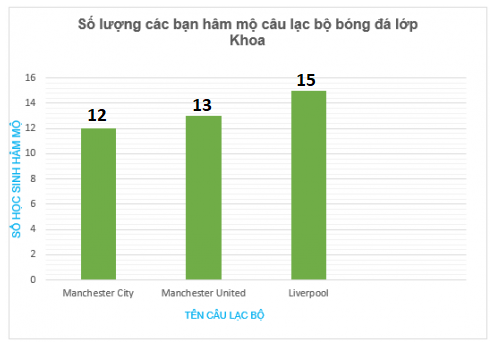 Số lượng các bạn hâm mộ câu lạc bộ bóng đá lớp
Khoa
16
14
12
10
8
6
4
2
0
12
13
15
SỐ HỌC SINH HÂM MỘ
Manchester City
Manchester United
Liverpool
TÊN CÂU LẠC BỘ